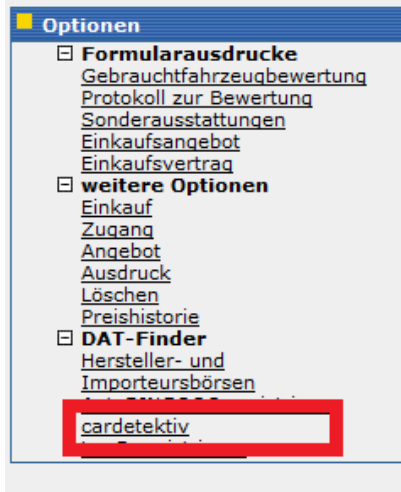 Optionen
Formularausdrucke
Gebrauchtfahrzeugbewertung
Protokoll zur Bewertung
Sonderausstattungen
Einkaufsangebot
Einkaufsvertrag
weitere Optionen
Einkauf
Zugang
Angebot
Ausdruck
Löschen
Preishistorie
DAT-Finder
Hersteller- und
Importeursbörsen
cardetektiv